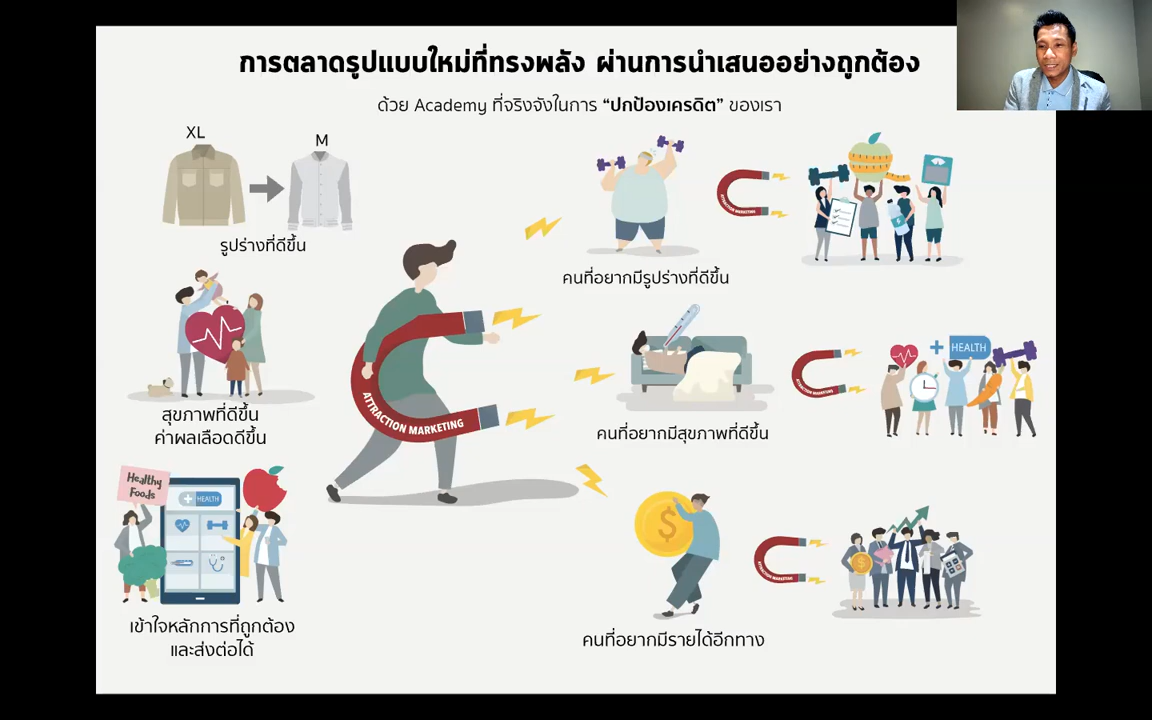 การตลาดรูปแบบใหม่ที่ทรงพลัง ผ่านการนำเสนออย่างถูกต้อง
ด้วย Academy ที่จริงจังในการ “ปกป้องเครดิต” ของเรา
XL
M
รูปร่างที่ดีขึ้น
คนที่อยากมีรูปร่างที่ดีขึ้น
ATTRACTION MARKETING
สุขภาพที่ดีขึ้น
ค่าผลเลือดดีขึ้น
ATTRACTION MARKETING
คนที่อยากมีสุขภาพที่ดีขึ้น
ATTRACTION MARKETING
HEALTH
Healthy
Foods
HEALTH
เข้าใจหลักการที่ถูกต้อง
และส่งต่อได้
$
คนที่อยากมีรายได้อีกทาง
ATTRACTION MARKETING
$